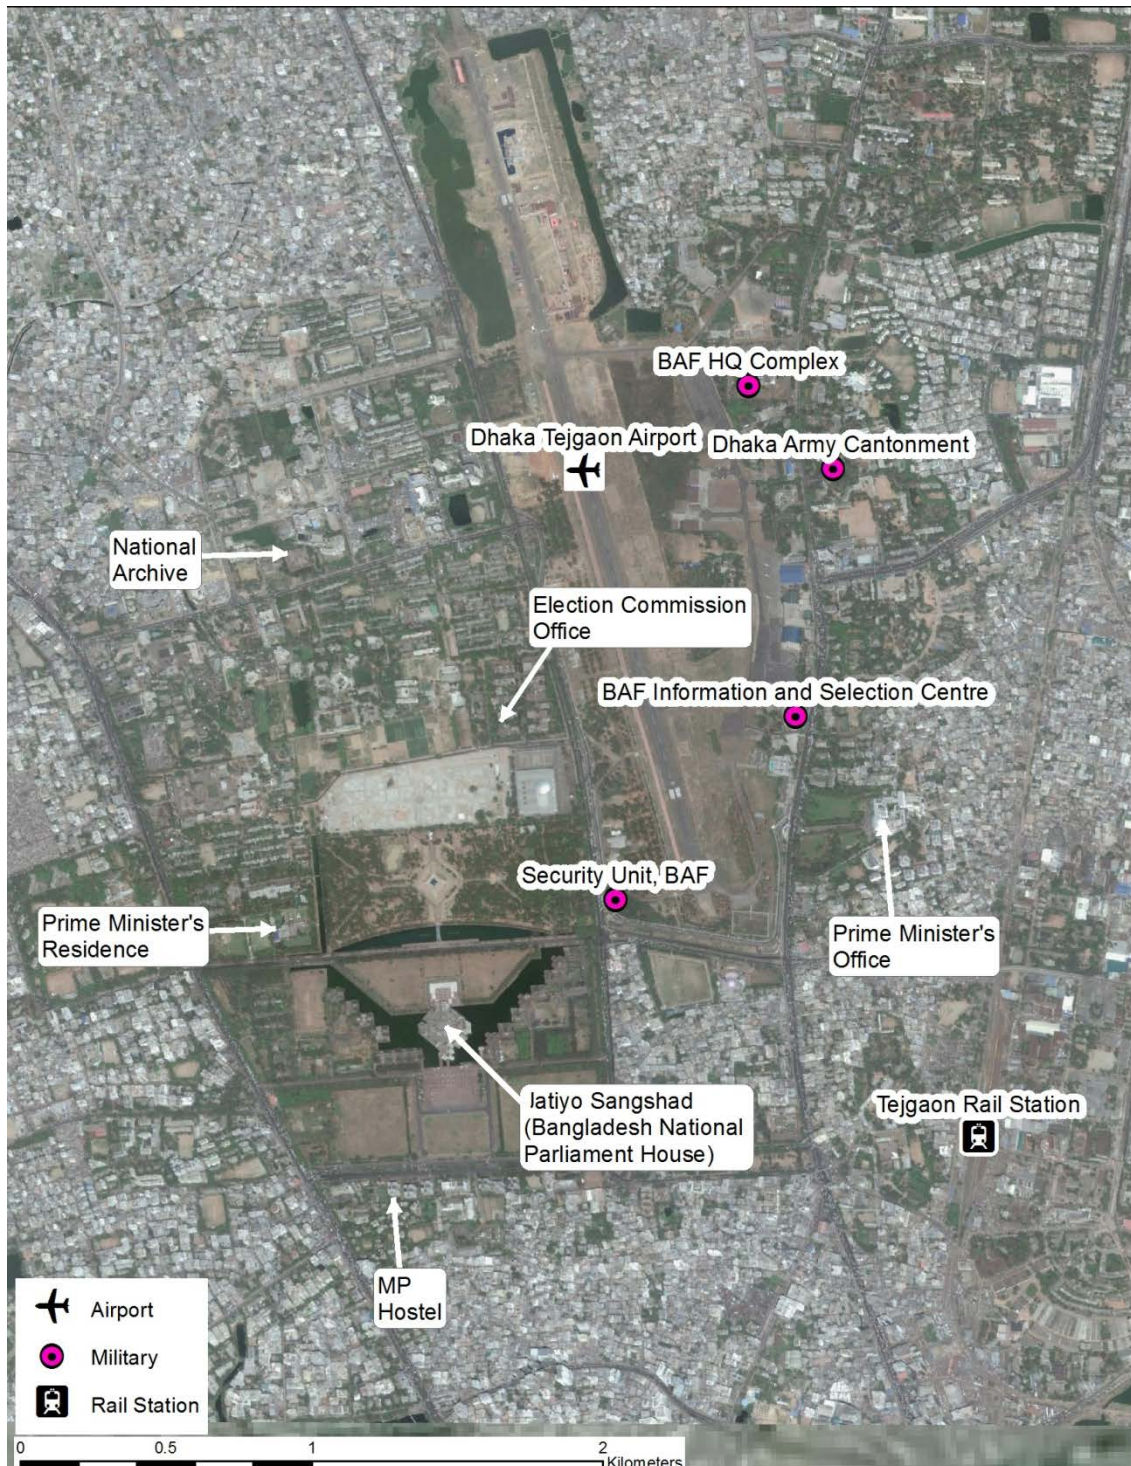 BAF HQ Complex
Dhaka Tejgaon Airport
Dhaka Army Cantonment
National
Archive
Election Commission
Office
BAF Information and Selection Centre
Security Unit, BAF
Prime Minister's
Residence
Prime Minister's
Office
Jatiyo Sangshad
(Bangladesh National
Parliament House)
Tejgaon Rail Station
MP
Hostel
Airport
Military
Rail Station
0 0.5 1 2
Kilometers